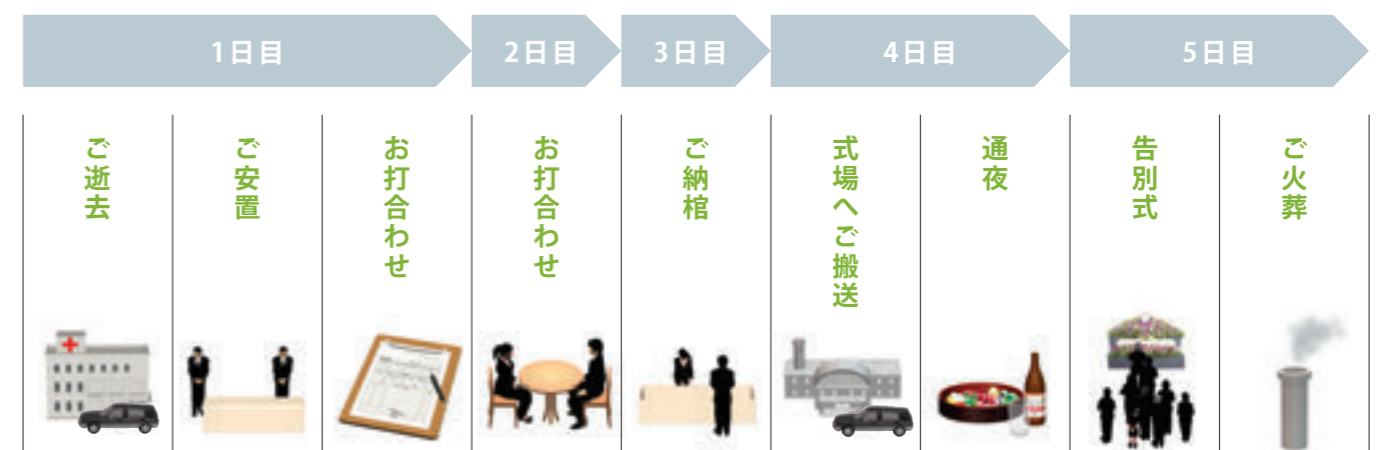 1日目
2日目
3日目
4日目
5日目
ご逝去
ご安置
お打合わせ
お打合わせ
ご納棺
式場へご搬送
通夜
告別式
ご火葬